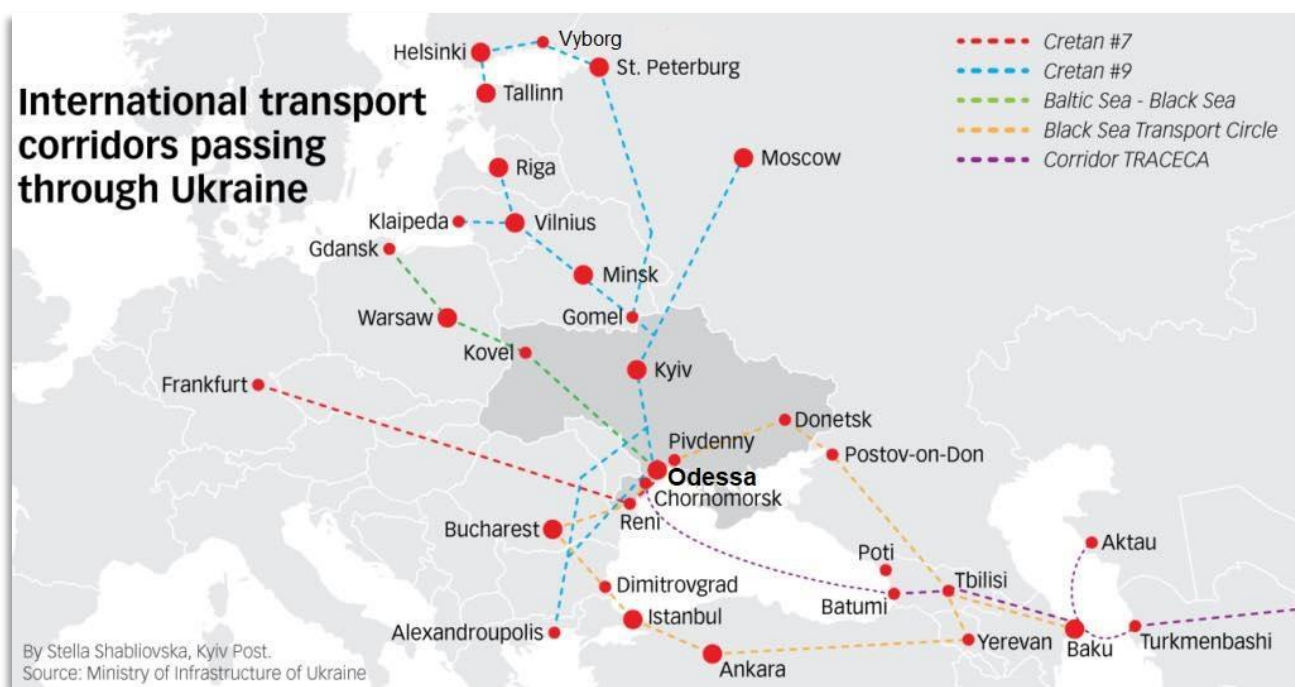 International transport
corridors passing
through Ukraine
Cretan #7
Cretan #9
Baltic Sea - Black Sea
Black Sea Transport Circle
Corridor TRACECA
Helsinki
Vyborg
St. Peterburg
Tallinn
Moscow
Riga
Klaipeda
Vilnius
Gdansk
Minsk
Warsaw
Gomel
Kovel
Kyiv
Frankfurt
Donetsk
Pivdenny
Postov-on-Don
Odessa
Chornomorsk
Reni
Bucharest
Aktau
Poti
Tbilisi
Dimitrovgrad
Batumi
Istanbul
Alexandroupolis
Yerevan
Baku
Turkmenbashi
Ankara
By Stella Shabliovska, Kyiv Post.
Source: Ministry of Infrastructure of Ukraine